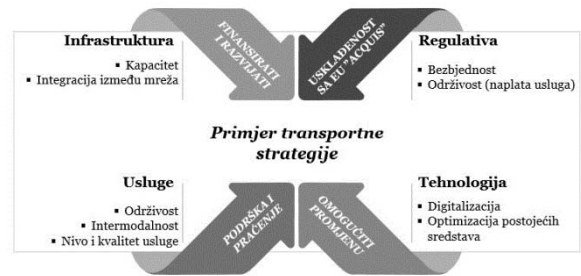 Infrastruktura
▪ Kapacitet
▪ Integracija između mreža
FINANSIRATI
I RAZVIJATI
USKLAĐENOST
SA EU "ACQUIS"
Regulativa
▪ Bezbjednost
▪ Održivost (naplata usluga)
Primjer transportne
strategije
Usluge
▪ Održivost
▪ Intermodalnost
▪ Nivo i kvalitet usluge
PODRŠKA I
PRAĆENJE
OMOGUĆITI
PROMJENU
Tehnologija
▪ Digitalizacija
▪ Optimizacija postojećih
sredstava